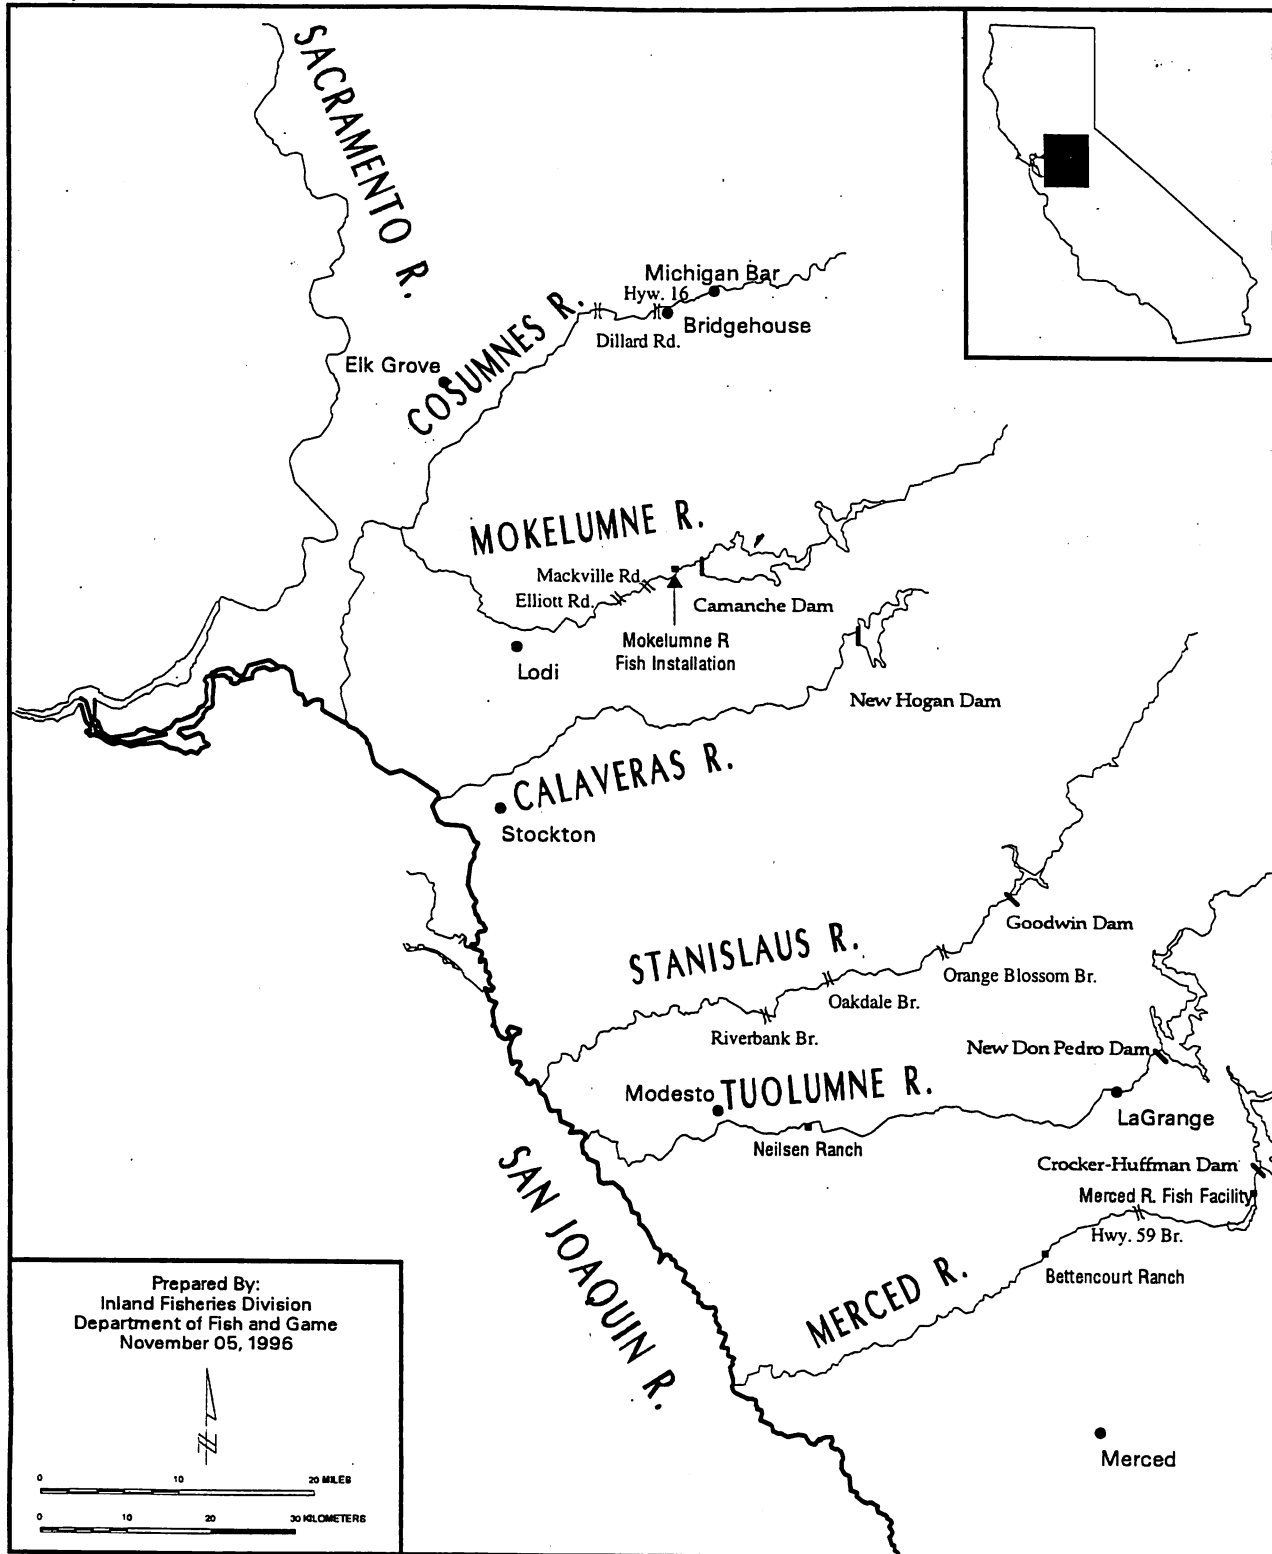 SACRAMENTO R.
Michigan Bar
Hyw. 16
Bridgehouse
Dillard Rd.
COSUMNES R.
Elk Grove
MOKELUMNE R.
Mackville Rd.
Elliott Rd.
Camanche Dam
Mokelumne R
Fish Installation
Lodi
New Hogan Dam
CALAVERAS R.
Stockton
Goodwin Dam
STANISLAUS R.
Orange Blossom Br.
Oakdale Br.
Riverbank Br.
New Don Pedro Dam
Modesto
TUOLUMNE R.
LaGrange
Neilsen Ranch
Crocker-Huffman Dam
Merced R. Fish Facility
Hwy. 59 Br.
Bettencourt Ranch
SAN JOAQUIN R.
MERCED R.
Merced
Prepared By:
Inland Fisheries Division
Department of Fish and Game
November 05, 1996
N
0 10 20 MILES
0 10 20 30 KILOMETERS